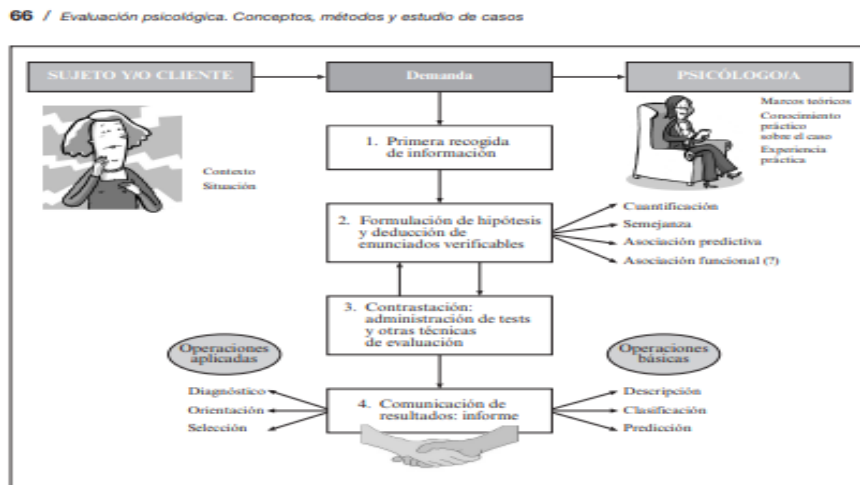 66 / Evaluación psicológica. Conceptos, métodos y estudio de casos
SUJETO Y/O CLIENTE
Demanda
PSICÓLOGO/A
Contexto
Situación
Marcos teóricos
Conocimiento
práctico
sobre el caso
Experiencia
práctica
1. Primera recogida
de información
2. Formulación de hipótesis
y deducción de
enunciados verificables
Cuantificación
Semejanza
Asociación predictiva
Asociación funcional (?)
3. Contrastación:
administración de tests
y otras técnicas
de evaluación
Operaciones
aplicadas
Operaciones
básicas
Diagnóstico
Orientación
Selección
4. Comunicación de
resultados: informe
Descripción
Clasificación
Predicción